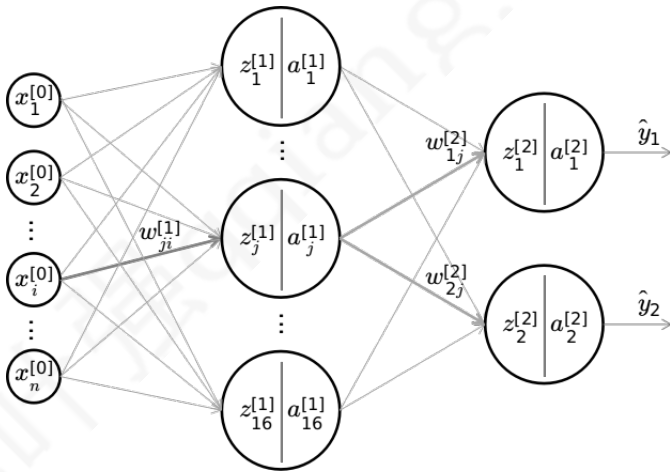 x_1^{[0]}
x_2^{[0]}
⋮
x_i^{[0]}
⋮
x_n^{[0]}
w_{ji}^{[1]}
z_1^{[1]} a_1^{[1]}
⋮
z_j^{[1]} a_j^{[1]}
⋮
z_{16}^{[1]} a_{16}^{[1]}
w_{1j}^{[2]}
w_{2j}^{[2]}
z_1^{[2]} a_1^{[2]}
z_2^{[2]} a_2^{[2]}
ŷ_1
ŷ_2